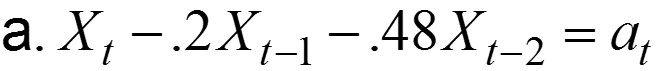 a. X_t − .2X_{t−1} − .48X_{t−2} = a_t